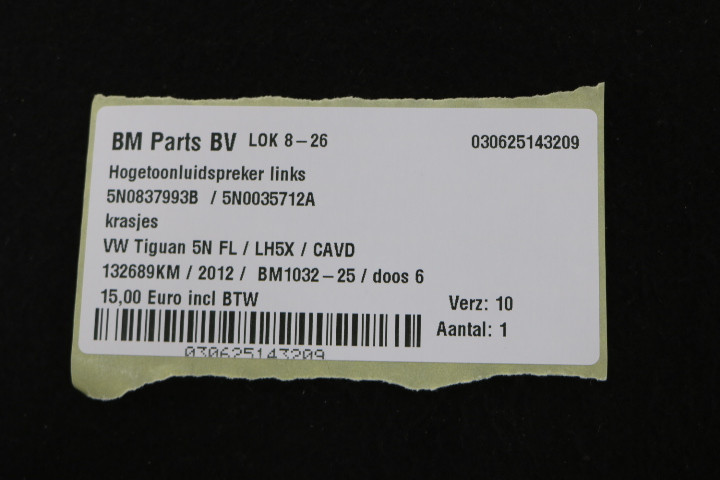 BM Parts BV LOK 8-26 030625143209
Hogetoonluidspreker links
5N0837993B / 5N0035712A
krasjes
VW Tiguan 5N FL / LH5X / CAVD
132689KM / 2012 / BM1032-25 / doos 6
15,00 Euro incl BTW Verz: 10
Aantal: 1
030625143209